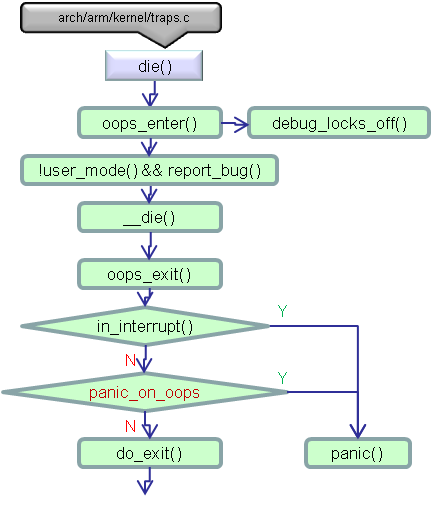 arch/arm/kernel/traps.c
die()
oops_enter()
debug_locks_off()
!user_mode() && report_bug()
__die()
oops_exit()
in_interrupt()
Y
N
panic_on_oops
Y
N
do_exit()
panic()